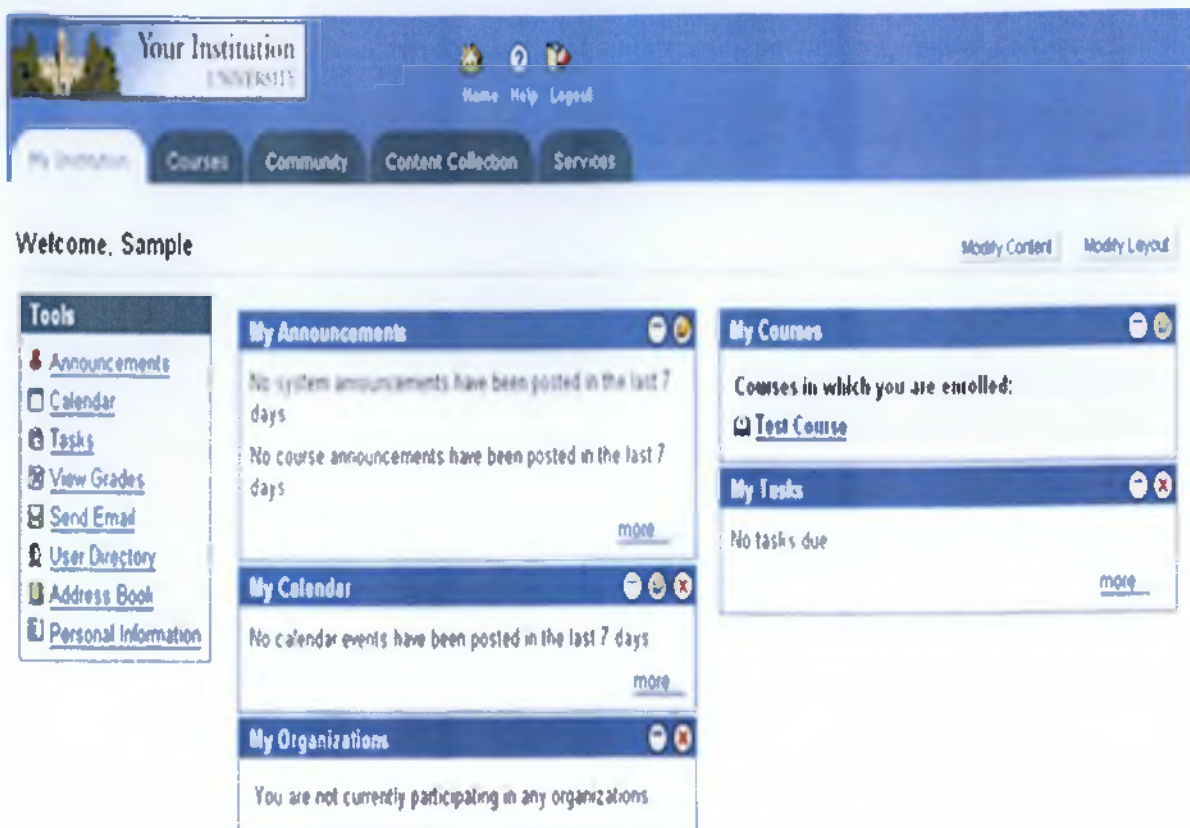 Your Institution
UNIVERSITY
Home Help Logout
My Institution Courses Community Content Collection Services
Welcome, Sample
Modify Content Modify Layout
Tools
Announcements
Calendar
Tasks
View Grades
Send Email
User Directory
Address Book
Personal Information
My Announcements
No system announcements have been posted in the last 7
days
No course announcements have been posted in the last 7
days
more
My Calendar
No calendar events have been posted in the last 7 days
more
My Organizations
You are not currently participating in any organizations
My Courses
Courses in which you are enrolled:
Test Course
My Tasks
No tasks due
more